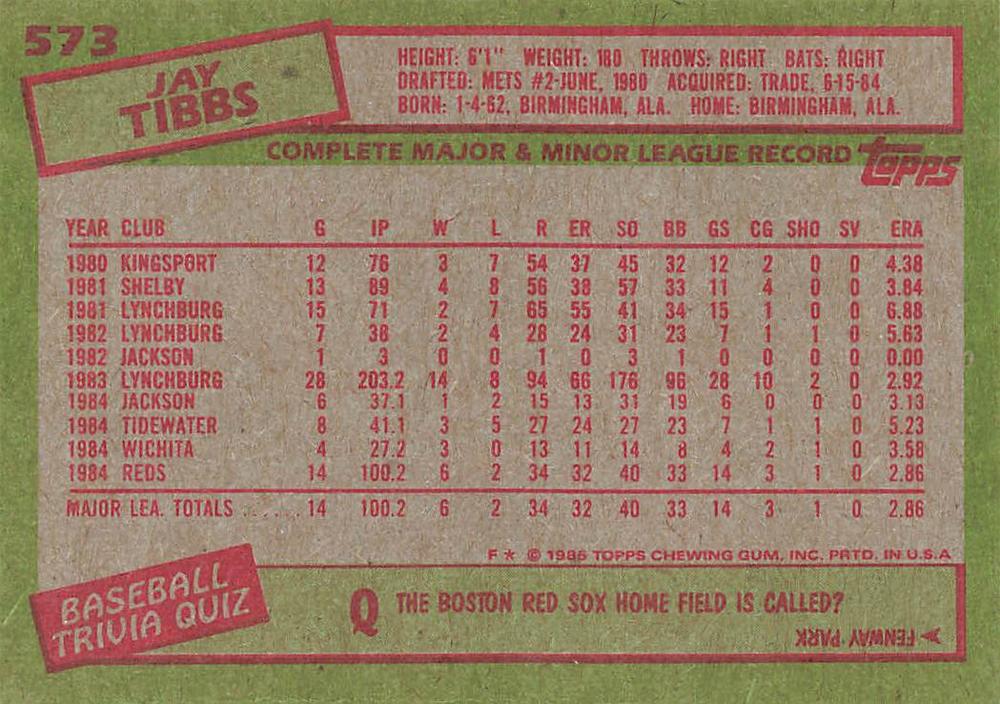 573
JAY
TIBBS
HEIGHT: 6'1" WEIGHT: 180 THROWS: RIGHT BATS: RIGHT
DRAFTED: METS #2-JUNE, 1980 ACQUIRED: TRADE, 6-15-84
BORN: 1-4-62, BIRMINGHAM, ALA. HOME: BIRMINGHAM, ALA.
COMPLETE MAJOR & MINOR LEAGUE RECORD topps
YEAR CLUB G IP W L R ER SO BB GS CG SHO SV ERA
1980 KINGSPORT 12 76 3 7 54 37 45 32 12 2 0 0 4.38
1981 SHELBY 13 89 4 8 56 38 57 33 11 4 0 0 3.84
1981 LYNCHBURG 15 71 2 7 65 55 41 34 15 1 0 0 6.88
1982 LYNCHBURG 7 38 2 4 28 24 31 23 7 1 1 0 5.63
1982 JACKSON 1 3 0 0 1 0 3 1 0 0 0 0 0.00
1983 LYNCHBURG 28 203.2 14 8 94 66 176 96 28 10 2 0 2.92
1984 JACKSON 6 37.1 1 2 15 13 31 19 6 0 0 0 3.13
1984 TIDEWATER 8 41.1 3 5 27 24 27 23 7 1 1 0 5.23
1984 WICHITA 4 27.2 3 0 13 11 14 8 4 2 1 0 3.58
1984 REDS 14 100.2 6 2 34 32 40 33 14 3 1 0 2.86
MAJOR LEA. TOTALS ...... 14 100.2 6 2 34 32 40 33 14 3 1 0 2.86
F * © 1985 TOPPS CHEWING GUM, INC. PRTD. IN U.S.A
BASEBALL
TRIVIA QUIZ
Q THE BOSTON RED SOX HOME FIELD IS CALLED?
FENWAY PARK